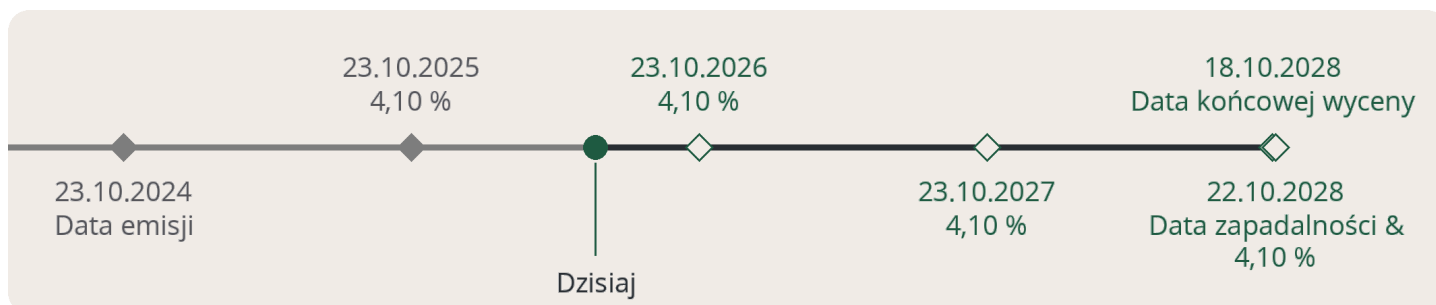 23.10.2025
4,10 %
23.10.2026
4,10 %
18.10.2028
Data końcowej wyceny
23.10.2024
Data emisji
23.10.2027
4,10 %
22.10.2028
Data zapadalności &
4,10 %
Dzisiaj